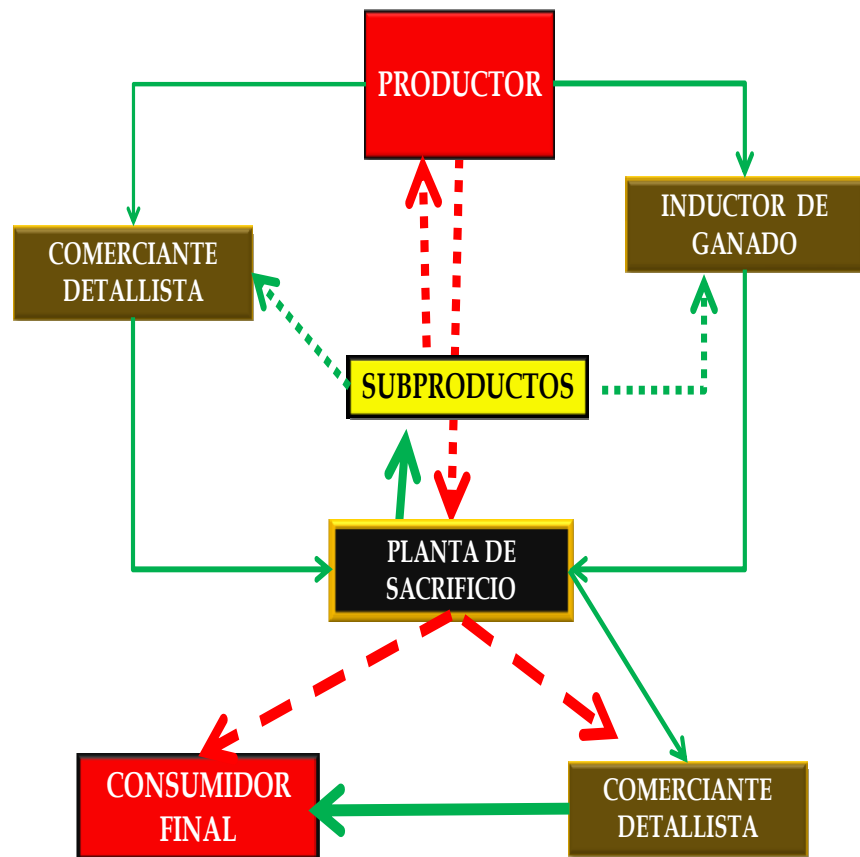 PRODUCTOR
INDUCTOR DE
GANADO
COMERCIANTE
DETALLISTA
SUBPRODUCTOS
PLANTA DE
SACRIFICIO
CONSUMIDOR
FINAL
COMERCIANTE
DETALLISTA